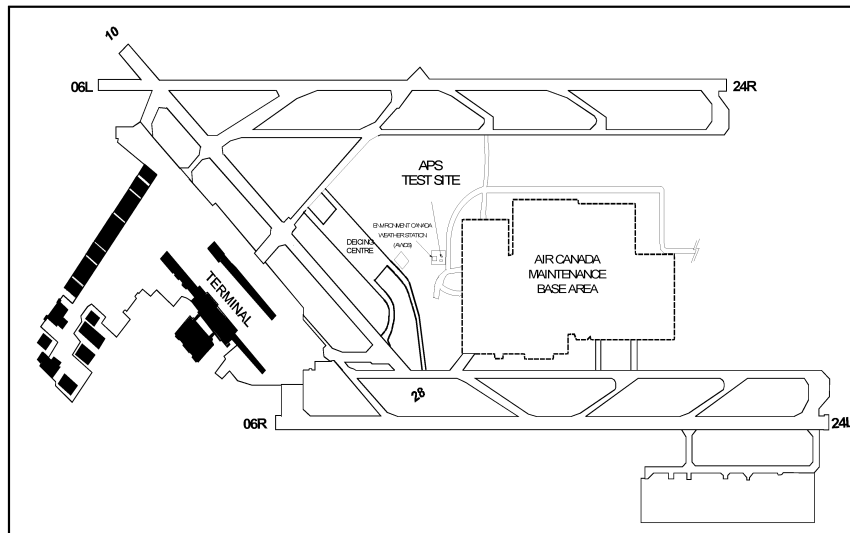 10
06L
24R
APS
TEST SITE
ENVIRONMENT CANADA
WEATHER STATION
(AWOS)
DEICING
CENTRE
AIR CANADA
MAINTENANCE
BASE AREA
TERMINAL
28
06R
24L